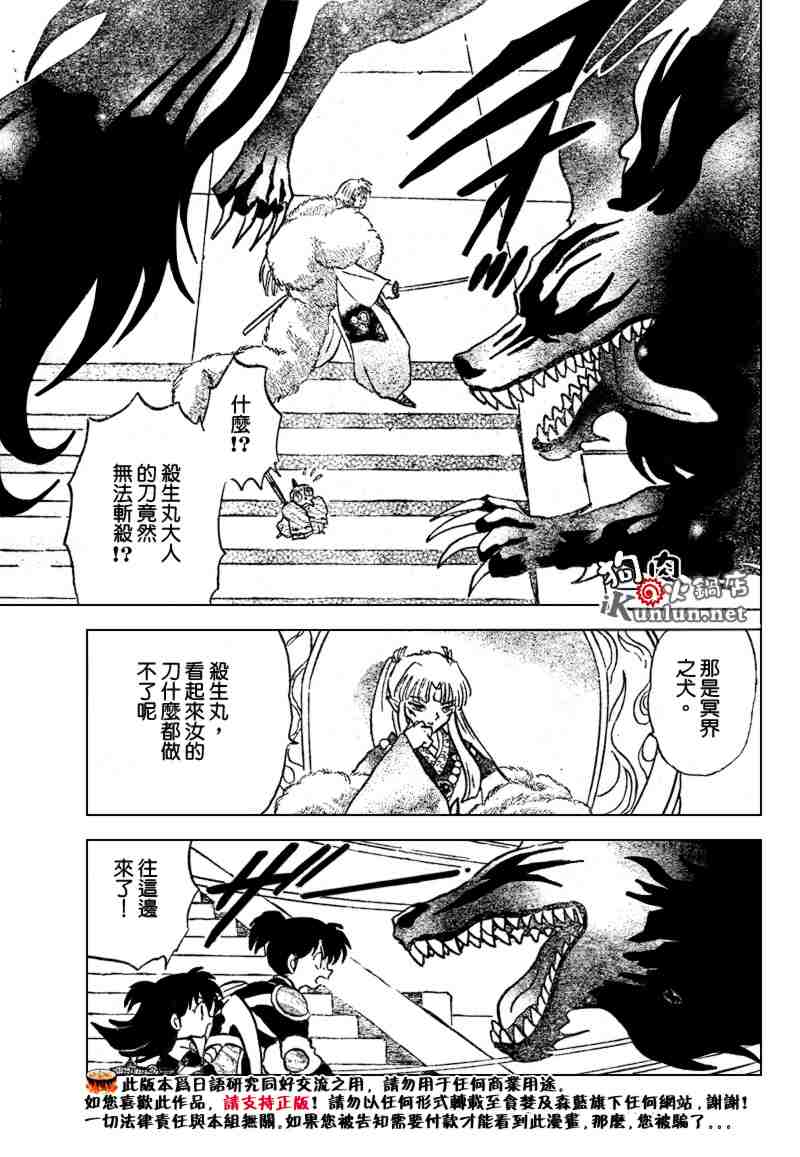 什麼!?
殺生丸大人
的刀竟然
無法斬殺!?
狗肉火鍋店
iKunlun.net
那是冥界
之犬。
殺生丸，
看起來汝的
刀什麼都做
不了呢
往這邊
來了！
此版本爲日語研究同好交流之用，請勿用于任何商業用途。
如您喜歡此作品，請支持正版！請勿以任何形式轉載至貪婪及森藍旗下任何網站，謝謝！
一切法律責任與本組無關。如果您被告知需要付款才能看到此漫畫，那麼，您被騙了。。。